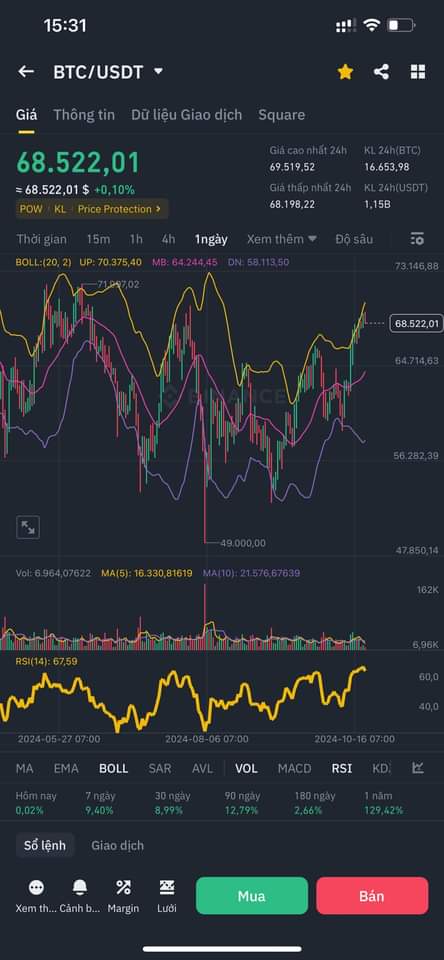 15:31
BTC/USDT
Giá Thông tin Dữ liệu Giao dịch Square
68.522,01
≈ 68.522,01 $ +0,10%
POW KL Price Protection >
Giá cao nhất 24h KL 24h(BTC)
69.519,52 16.653,98
Giá thấp nhất 24h KL 24h(USDT)
68.198,22 1,15B
Thời gian 15m 1h 4h 1ngày Xem thêm Độ sâu
BOLL:(20, 2) UP: 70.375,40 MB: 64.244,45 DN: 58.113,50
73.146,88
71.997,02
68.522,01
64.714,63
BINANCE
56.282,39
49.000,00
47.850,14
Vol: 6.964,07622 MA(5): 16.330,81619 MA(10): 21.576,67639
162K
6,96K
RSI(14): 67,59
60,0
40,0
2024-05-27 07:00 2024-08-06 07:00 2024-10-16 07:00
MA EMA BOLL SAR AVL VOL MACD RSI KDJ
Hôm nay 7 ngày 30 ngày 90 ngày 180 ngày 1 năm
0,02% 9,40% 8,99% 12,79% 2,66% 129,42%
Sổ lệnh Giao dịch
Xem th... Cảnh b... Margin Lưới
Mua Bán